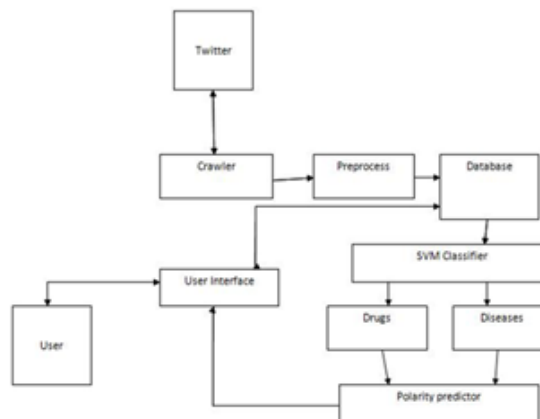 Twitter
Crawler
Preprocess
Database
SVM Classifier
User Interface
Drugs
Diseases
User
Polarity predictor